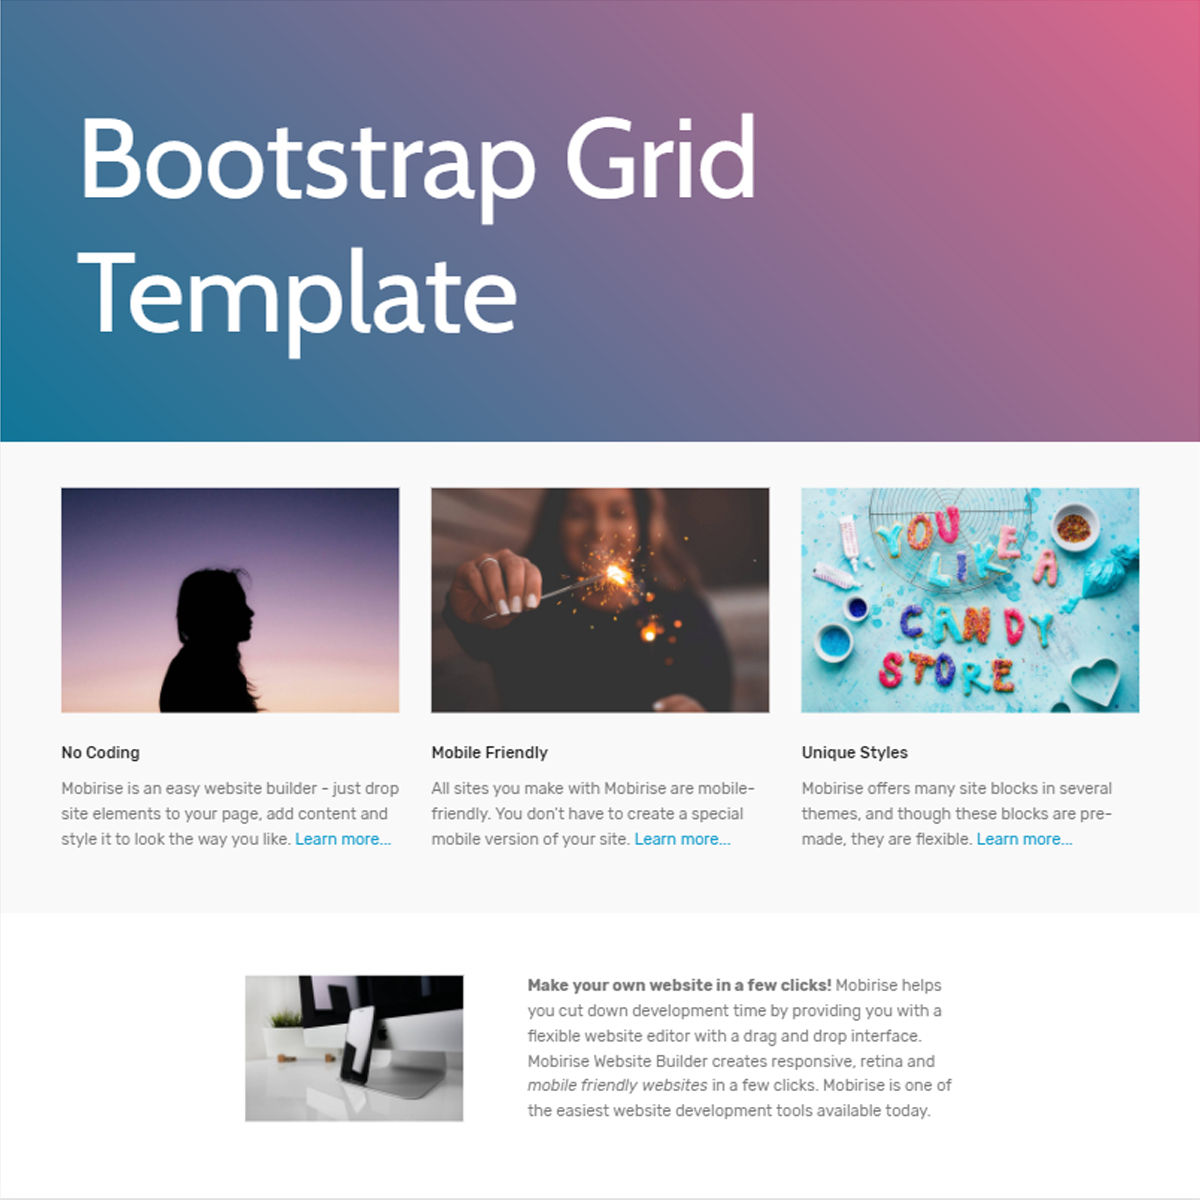 Bootstrap Grid
Template
YOU
LIKE A
CANDY
STORE
No Coding
Mobirise is an easy website builder - just drop
site elements to your page, add content and
style it to look the way you like. Learn more...
Mobile Friendly
All sites you make with Mobirise are mobile-
friendly. You don't have to create a special
mobile version of your site. Learn more...
Unique Styles
Mobirise offers many site blocks in several
themes, and though these blocks are pre-
made, they are flexible. Learn more...
Make your own website in a few clicks! Mobirise helps
you cut down development time by providing you with a
flexible website editor with a drag and drop interface.
Mobirise Website Builder creates responsive, retina and
mobile friendly websites in a few clicks. Mobirise is one of
the easiest website development tools available today.